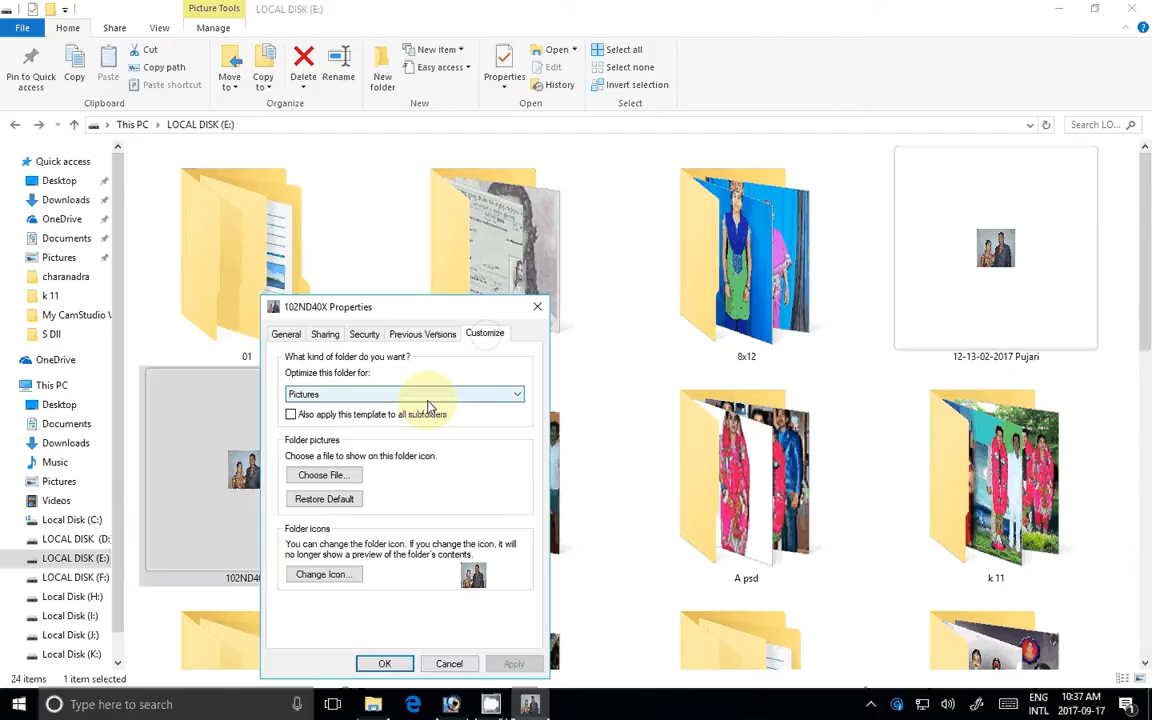 Picture Tools
LOCAL DISK (E:)
File
Home
Share
View
Manage
Pin to Quick access
Copy
Paste
Cut
Copy path
Paste shortcut
Clipboard
Move to
Copy to
Delete
Rename
Organize
New folder
New item
Easy access
New
Properties
Open
Edit
History
Open
Select all
Select none
Invert selection
Select
This PC
LOCAL DISK (E:)
Search LO...
Quick access
Desktop
Downloads
OneDrive
Documents
Pictures
charanadra
k 11
My CamStudio V
S Dll
OneDrive
This PC
Desktop
Documents
Downloads
Music
Pictures
Videos
Local Disk (C:)
LOCAL DISK (D:
LOCAL DISK (E:)
LOCAL DISK (F:)
Local Disk (H:)
Local Disk (I:)
Local Disk (J:)
Local Disk (K:)
01
8x12
12-13-02-2017 Pujari
102ND40
A psd
k 11
102ND40X Properties
General
Sharing
Security
Previous Versions
Customize
What kind of folder do you want?
Optimize this folder for:
Pictures
Also apply this template to all subfolders
Folder pictures
Choose a file to show on this folder icon.
Choose File...
Restore Default
Folder icons
You can change the folder icon. If you change the icon, it will
no longer show a preview of the folder's contents.
Change Icon...
OK
Cancel
Apply
24 items
1 item selected
Type here to search
ENG
INTL
10:37 AM
2017-09-17
1